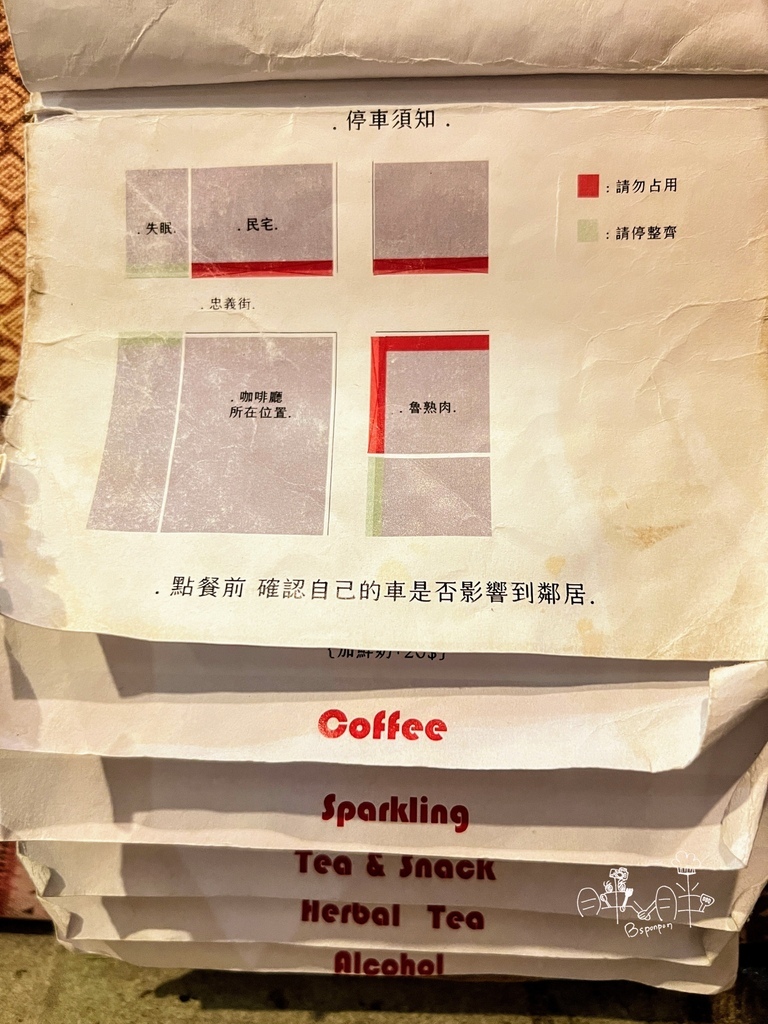 . 停車須知 .
: 請勿占用
. 失眠.
. 民宅.
: 請停整齊
. 忠義街.
. 咖啡廳
所在位置.
. 魯熟肉.
. 點餐前 確認自己的車是否影響到鄰居.
Coffee
Sparkling
Tea & Snack
Herbal Tea
Alcohol
Bsponpon